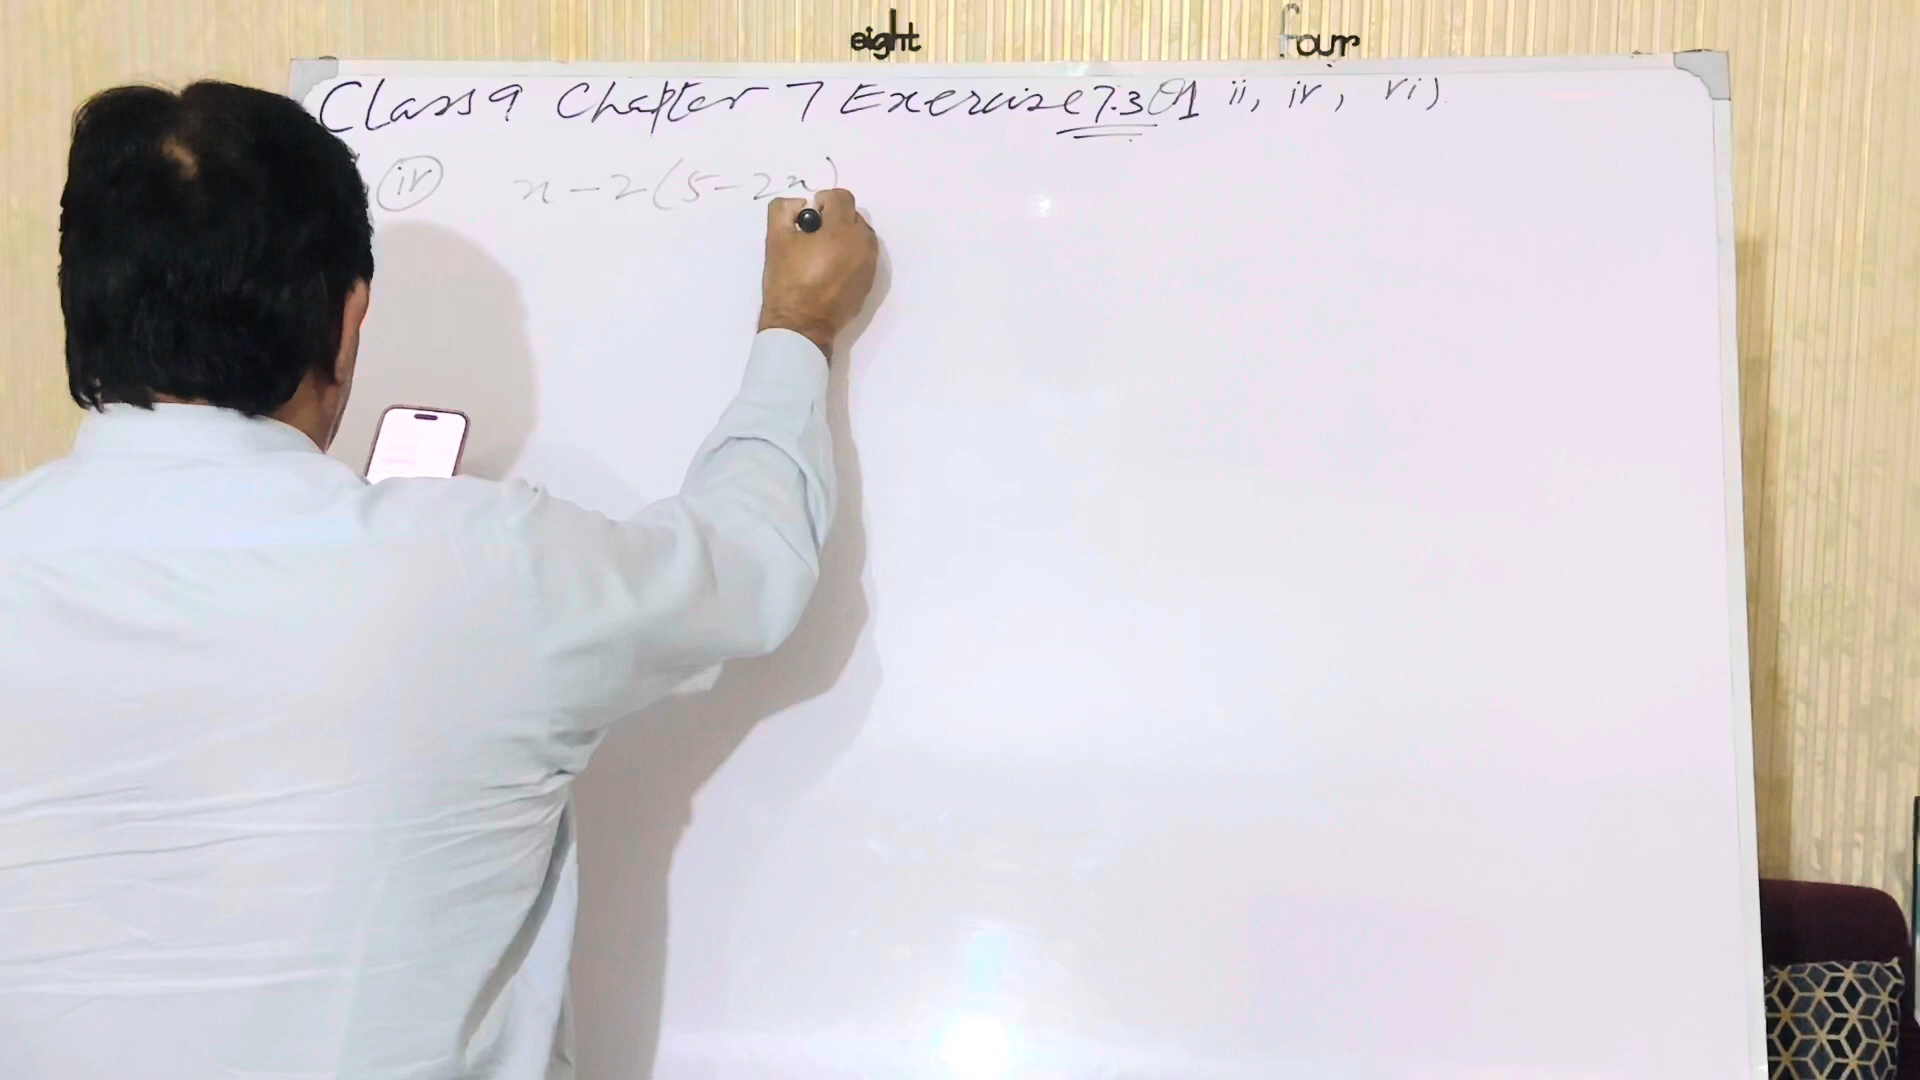 eight four
Class 9 Chapter 7 Exercise 7.3 Q1 ii, iv, vi)
iv x-2(5-2x)